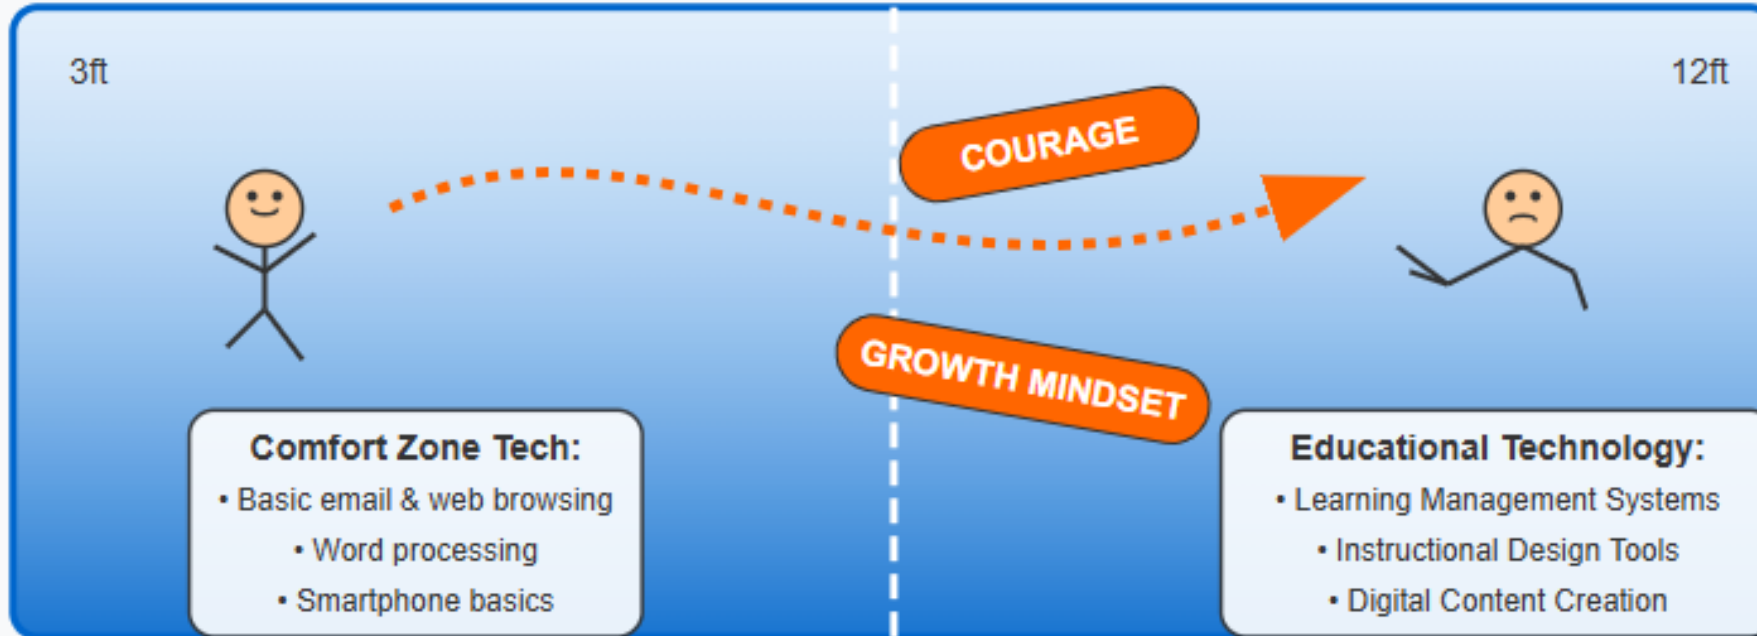 3ft
12ft
COURAGE
GROWTH MINDSET
Comfort Zone Tech:
• Basic email & web browsing
• Word processing
• Smartphone basics
Educational Technology:
• Learning Management Systems
• Instructional Design Tools
• Digital Content Creation